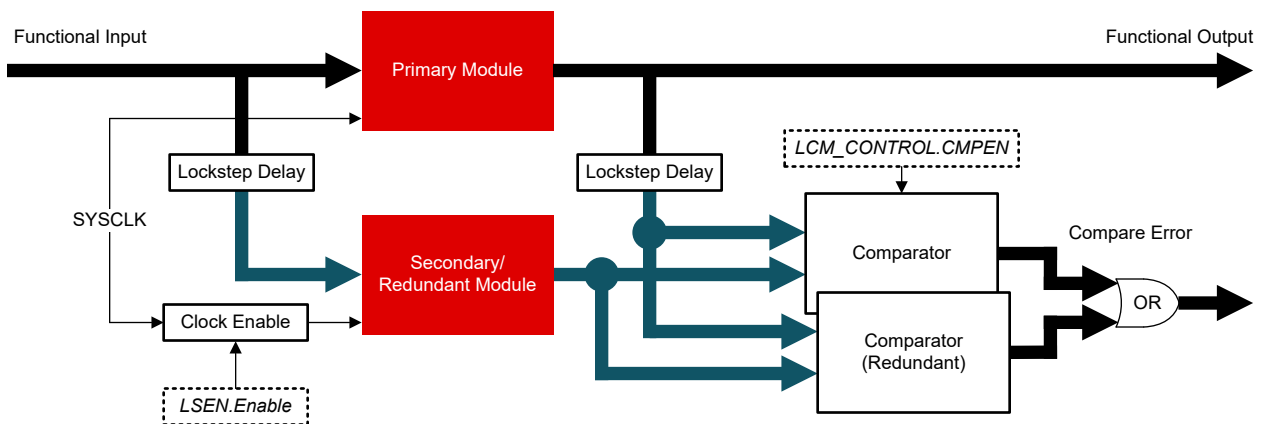 Functional Input
Functional Output
Primary Module
LCM_CONTROL.CMPEN
Lockstep Delay
Lockstep Delay
SYSCLK
Secondary/
Redundant Module
Comparator
Compare Error
Clock Enable
OR
Comparator
(Redundant)
LSEN.Enable